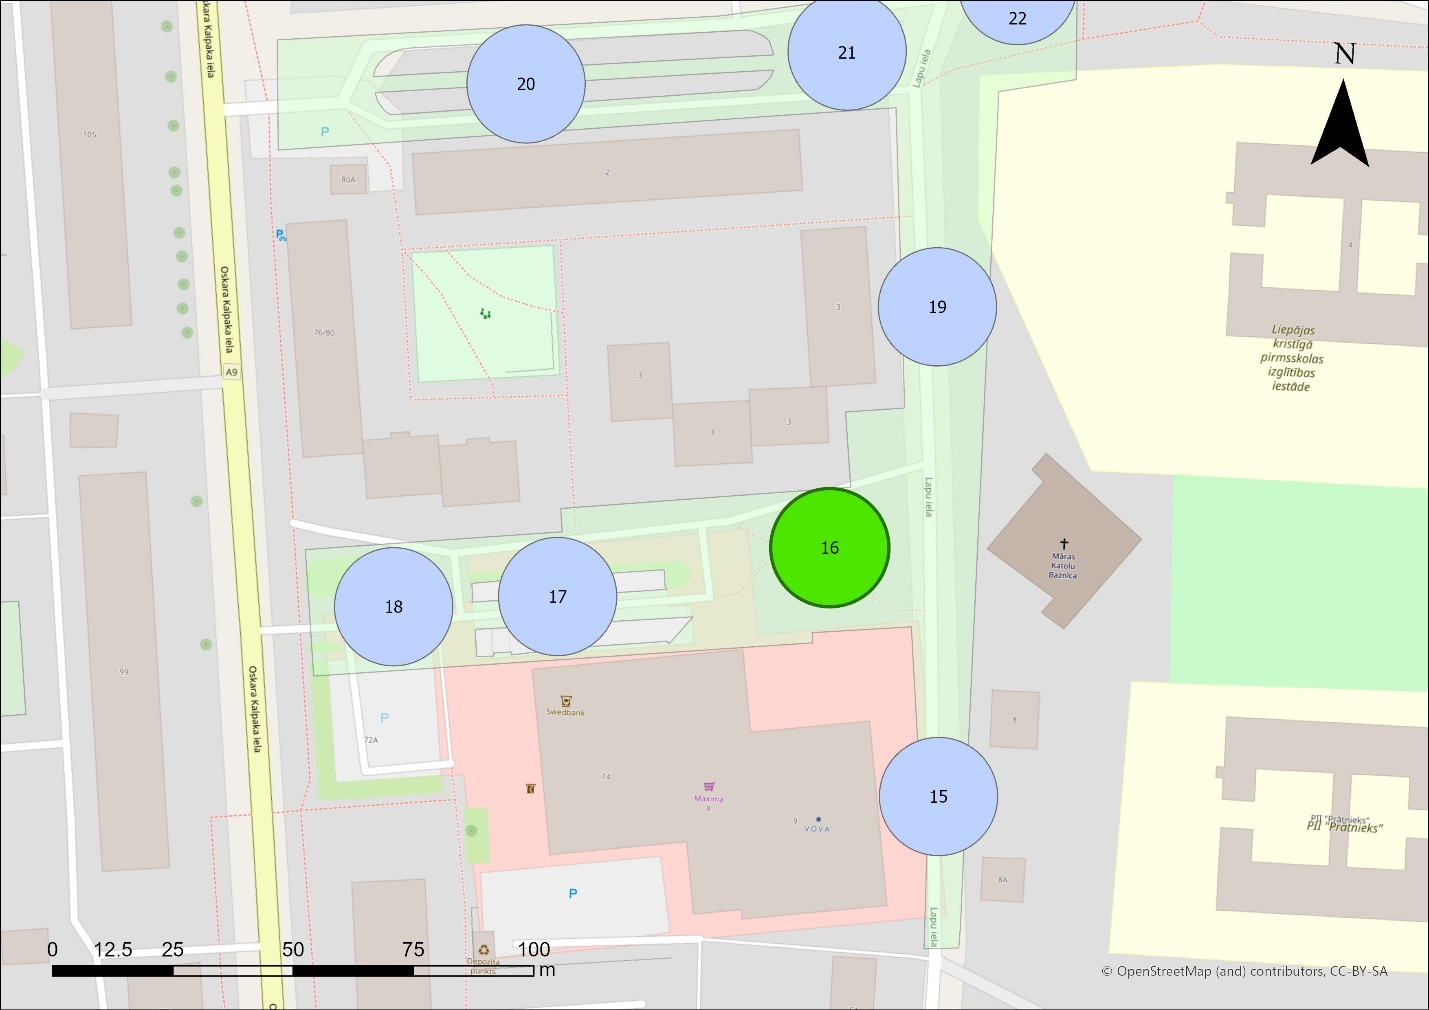 Oskara Kalpaka iela
22
20
21
N
Lapu iela
105
P
80A
2
4
P
Oskara Kalpaka iela
76/80
3
19
3
Liepājas
kristīgā
pirmsskolas
izglītības
iestāde
A9
3
3
Lapu iela
16
Māras
Katoļu
Baznīca
18
17
99
Oskara Kalpaka iela
Swedbank
P
72A
8
74
Maxima
X
9
VOVA
15
PII "Prātnieks"
PII "Prātnieks"
8A
P
Lapu iela
0 12.5 25 50 75 100
m
Depozīta
punkts
© OpenStreetMap (and) contributors, CC-BY-SA